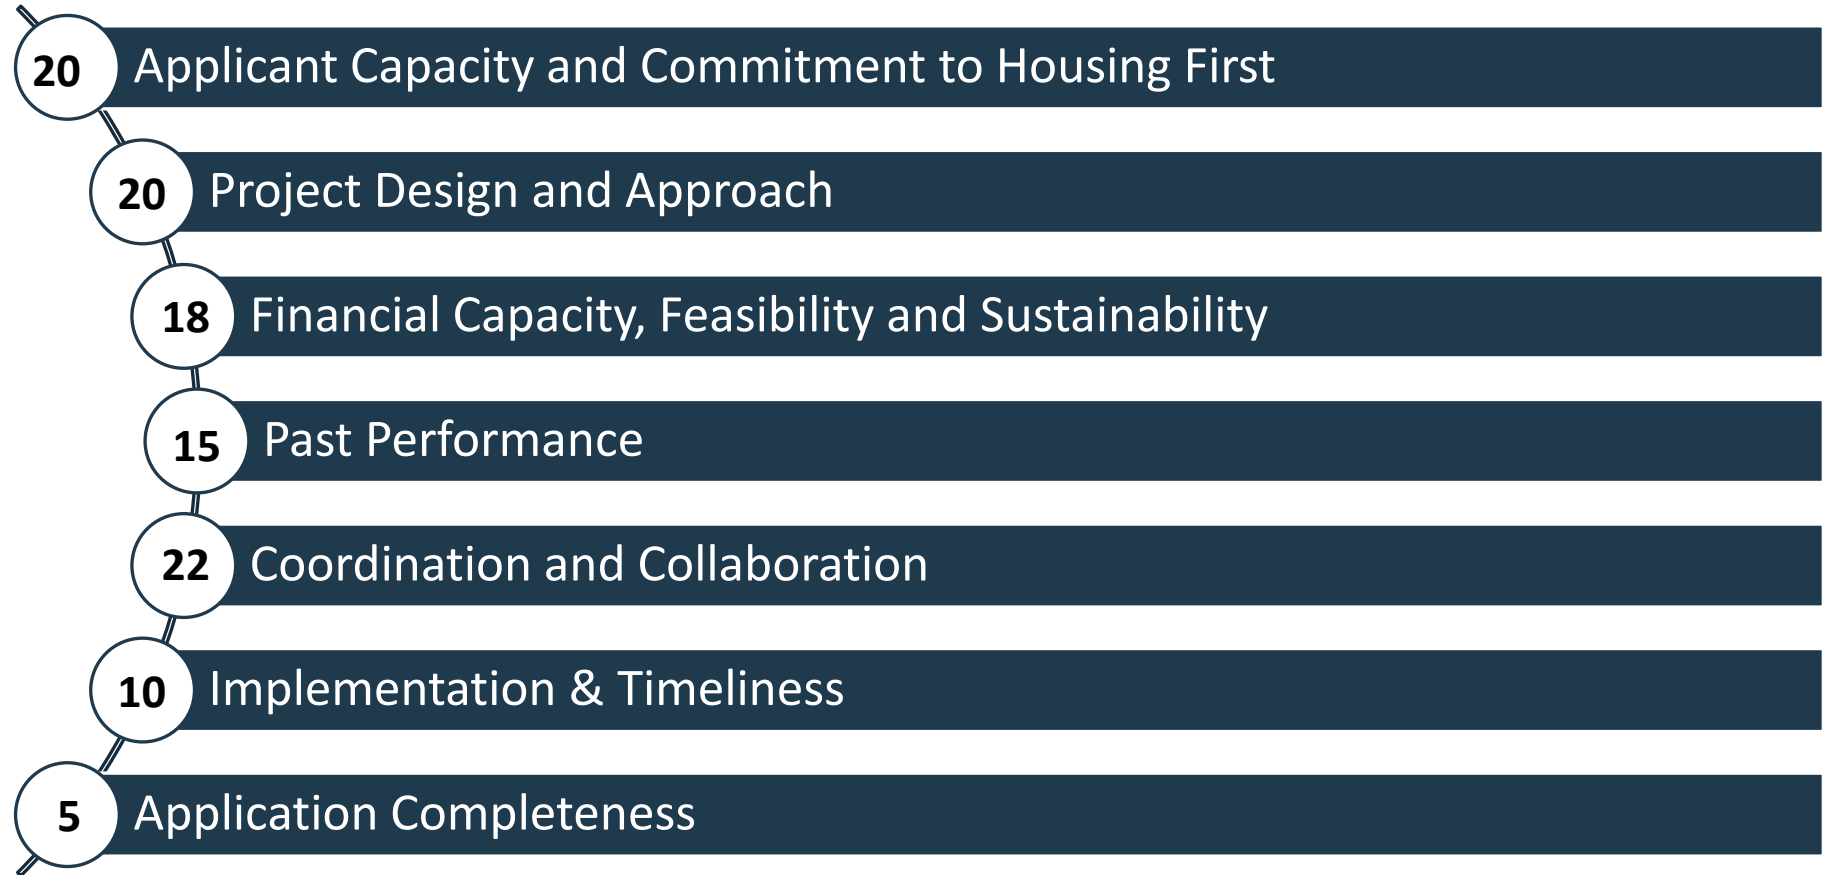 20 Applicant Capacity and Commitment to Housing First
20 Project Design and Approach
18 Financial Capacity, Feasibility and Sustainability
15 Past Performance
22 Coordination and Collaboration
10 Implementation & Timeliness
5 Application Completeness